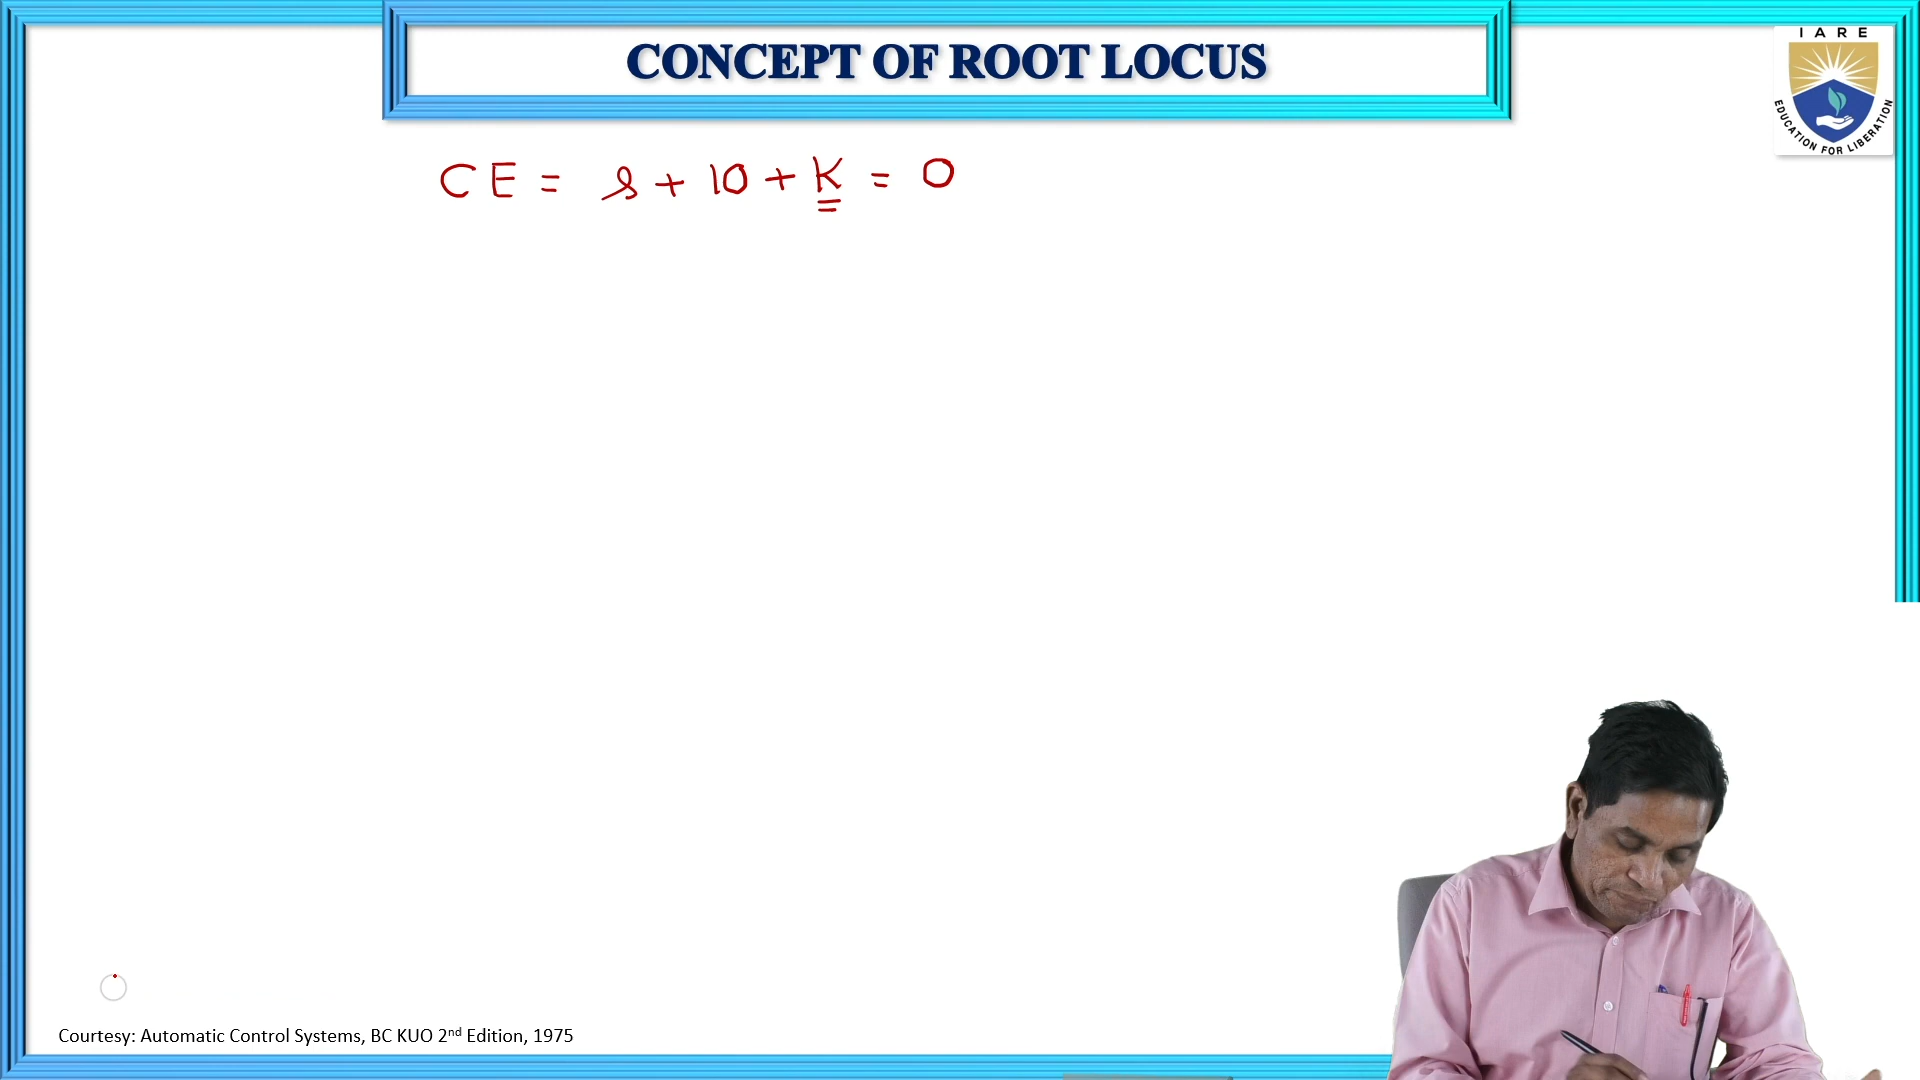 CONCEPT OF ROOT LOCUS
IARE
EDUCATION FOR LIBERATION
CE = s + 10 + K = 0
Courtesy: Automatic Control Systems, BC KUO 2nd Edition, 1975